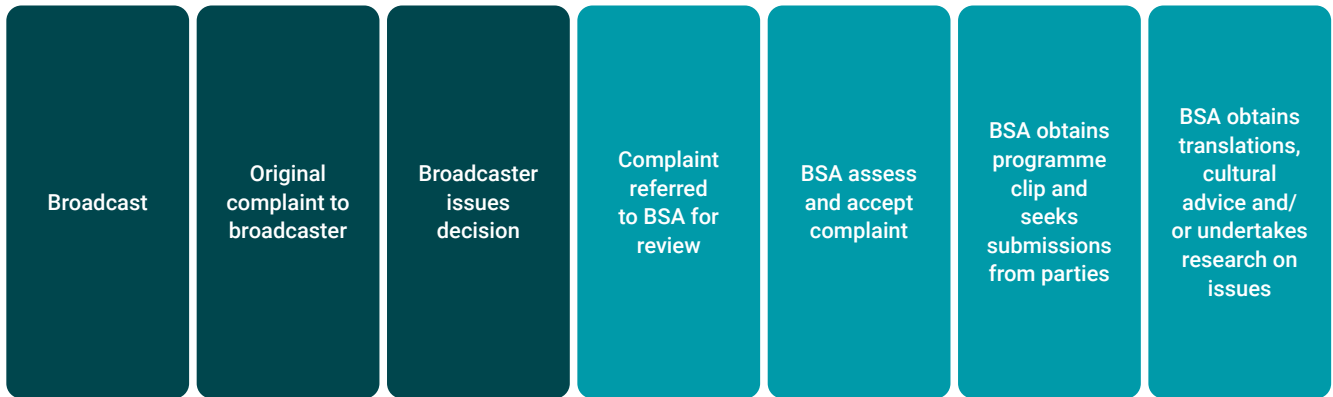 Broadcast
Original
complaint to
broadcaster
Broadcaster
issues
decision
Complaint
referred
to BSA for
review
BSA assess
and accept
complaint
BSA obtains
programme
clip and
seeks
submissions
from parties
BSA obtains
translations,
cultural
advice and/
or undertakes
research on
issues